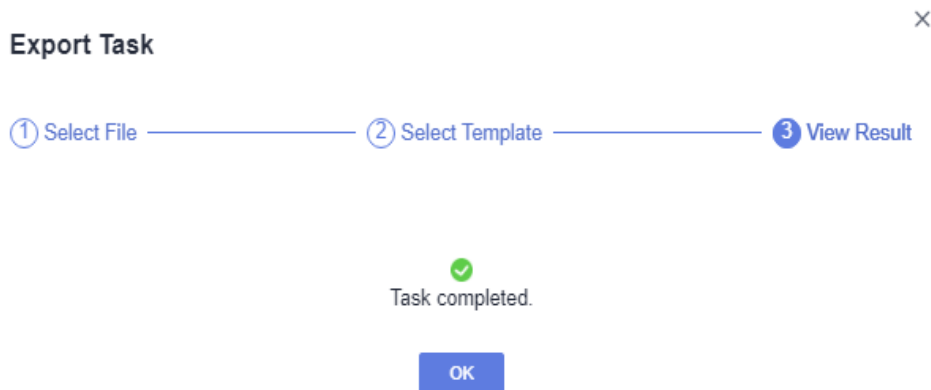 Export Task
1 Select File 2 Select Template 3 View Result
Task completed.
OK